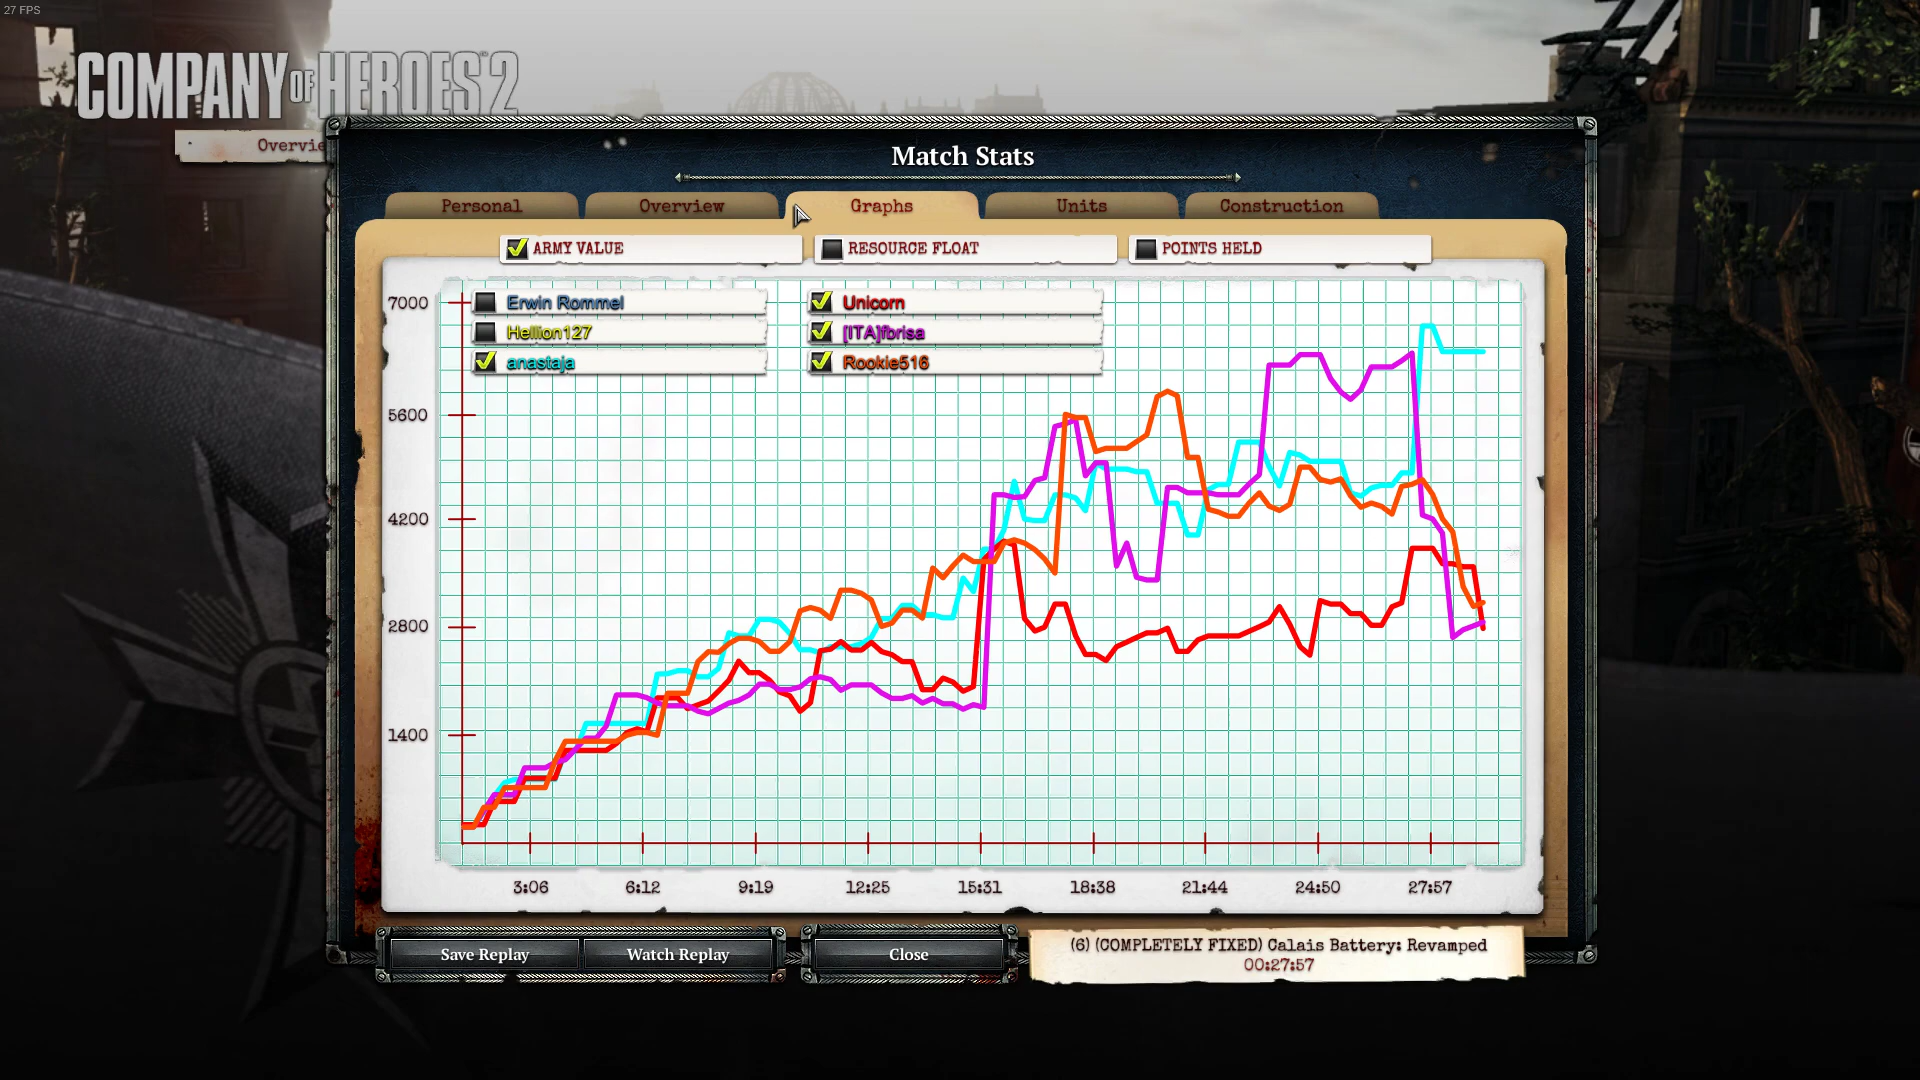 27 FPS
COMPANY OF HEROES 2
Overvie
Match Stats
Personal
Overview
Graphs
Units
Construction
ARMY VALUE
RESOURCE FLOAT
POINTS HELD
Erwin Rommel
Unicorn
Hellion127
[ITA]fbrisa
anastaja
Rookie516
7000
5600
4200
2800
1400
3:06
6:12
9:19
12:25
15:31
18:38
21:44
24:50
27:57
Save Replay
Watch Replay
Close
(6) (COMPLETELY FIXED) Calais Battery: Revamped
00:27:57